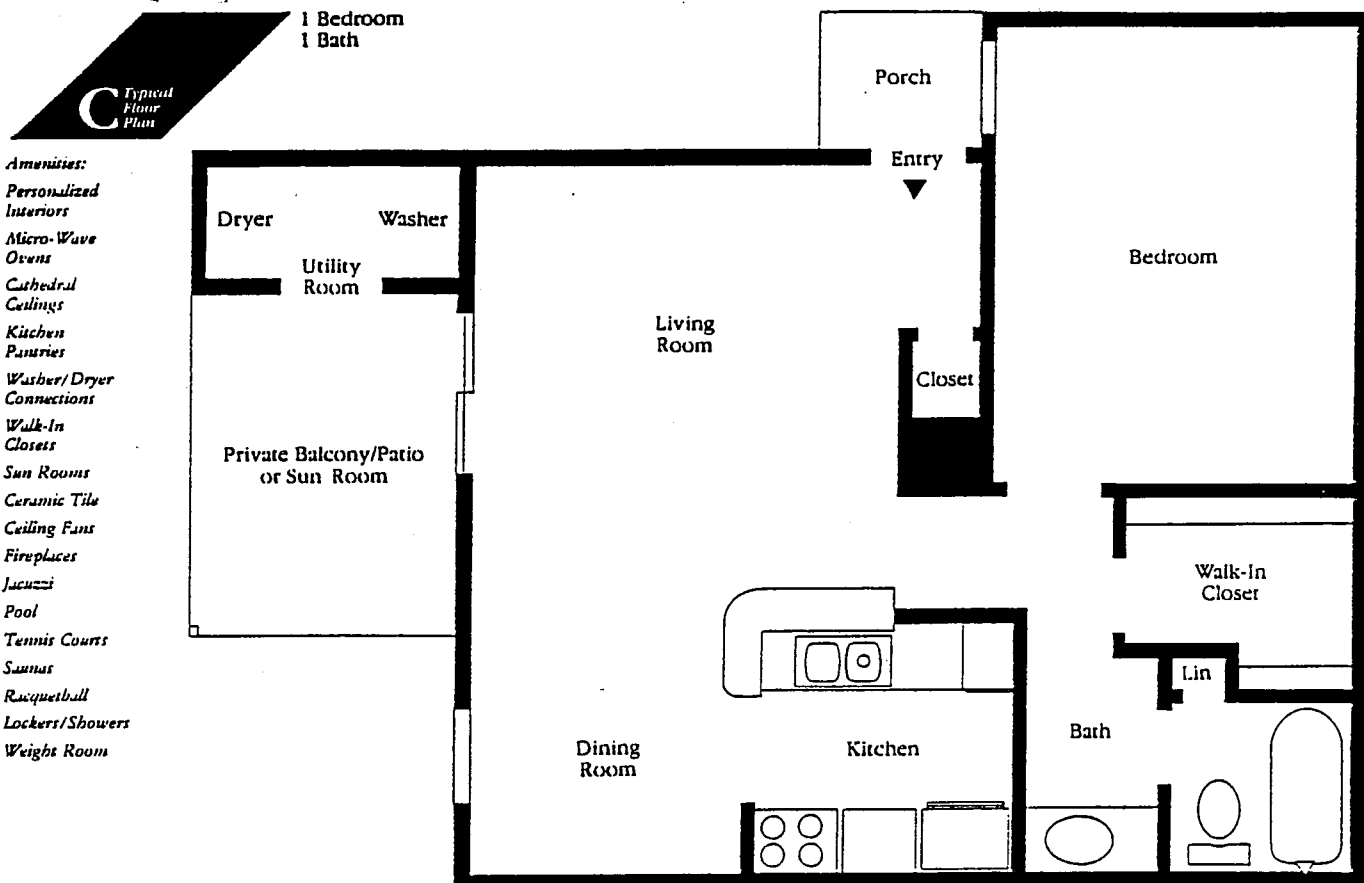 1 Bedroom
1 Bath
C
Typical
Floor
Plan
Amenities:
Personalized
Interiors
Micro-Wave
Ovens
Cathedral
Ceilings
Kitchen
Pantries
Washer/Dryer
Connections
Walk-In
Closets
Sun Rooms
Ceramic Tile
Ceiling Fans
Fireplaces
Jacuzzi
Pool
Tennis Courts
Saunas
Racquetball
Lockers/Showers
Weight Room
Porch
Entry
Dryer
Washer
Utility
Room
Bedroom
Living
Room
Closet
Private Balcony/Patio
or Sun Room
Walk-In
Closet
Lin
Bath
Dining
Room
Kitchen